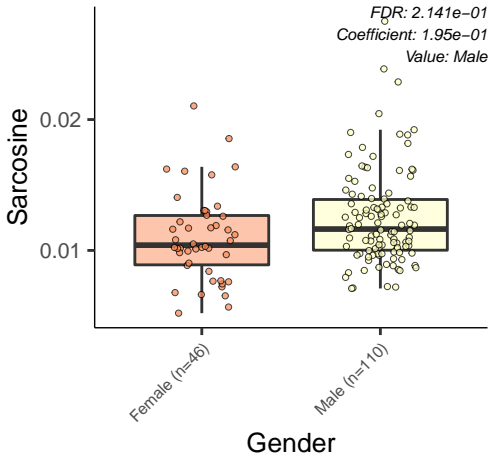 FDR: 2.141e−01
Coefficient: 1.95e−01
Value: Male
Sarcosine
0.02
0.01
Female (n=46)
Male (n=110)
Gender